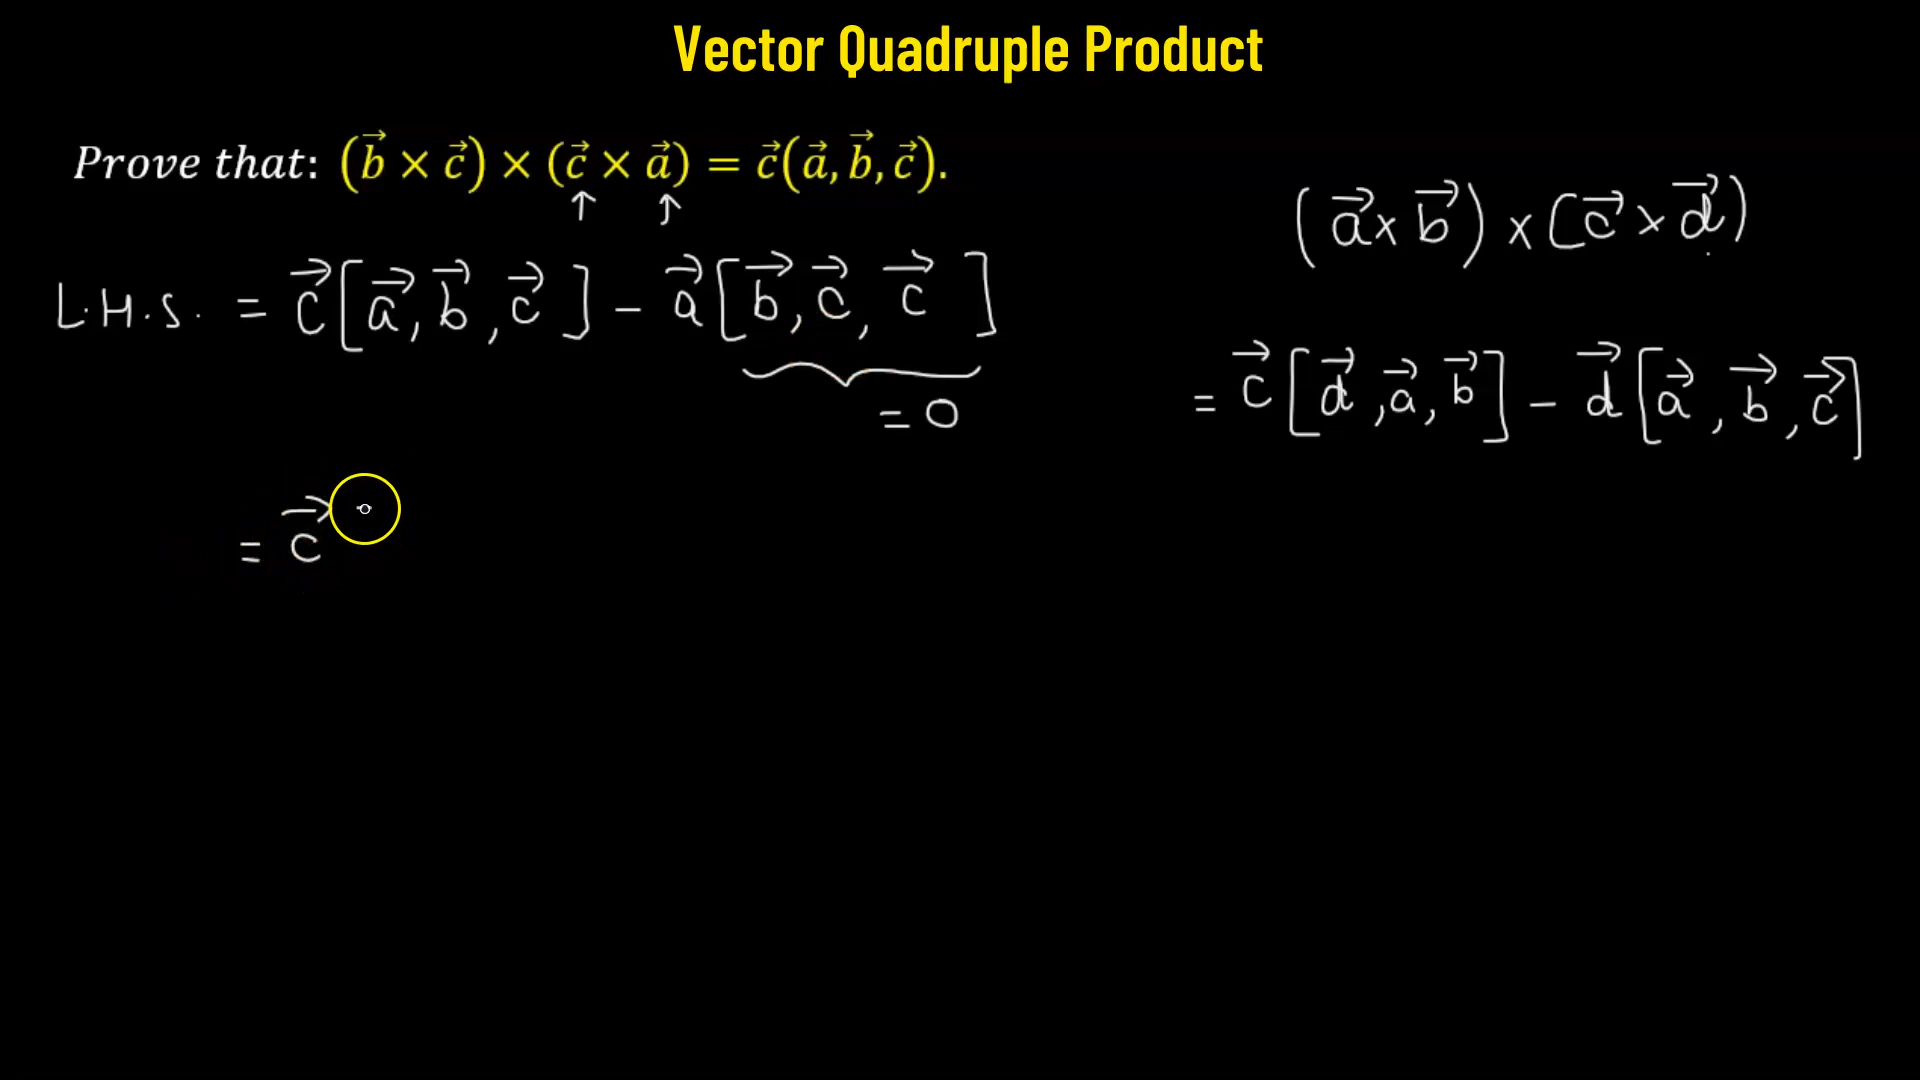 Vector Quadruple Product
Prove that: (b⃗ × c⃗) × (c⃗ × a⃗) = c⃗(a⃗, b⃗, c⃗).
↑ ↑
L.H.S. = c⃗[a⃗, b⃗, c⃗] − a⃗[b⃗, c⃗, c⃗]
= 0
= c⃗
(a⃗ × b⃗) × (c⃗ × d⃗)
= c⃗[d⃗, a⃗, b⃗] − d⃗[a⃗, b⃗, c⃗]